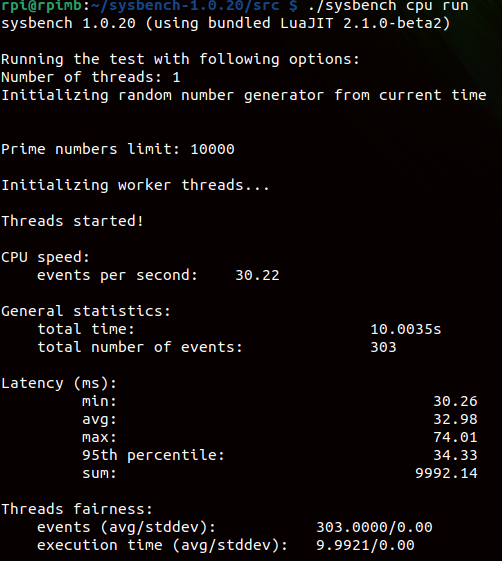 rpi@rpimb:~/sysbench-1.0.20/src $ ./sysbench cpu run
sysbench 1.0.20 (using bundled LuaJIT 2.1.0-beta2)
Running the test with following options:
Number of threads: 1
Initializing random number generator from current time
Prime numbers limit: 10000
Initializing worker threads...
Threads started!
CPU speed:
events per second: 30.22
General statistics:
total time: 10.0035s
total number of events: 303
Latency (ms):
min: 30.26
avg: 32.98
max: 74.01
95th percentile: 34.33
sum: 9992.14
Threads fairness:
events (avg/stddev): 303.0000/0.00
execution time (avg/stddev): 9.9921/0.00